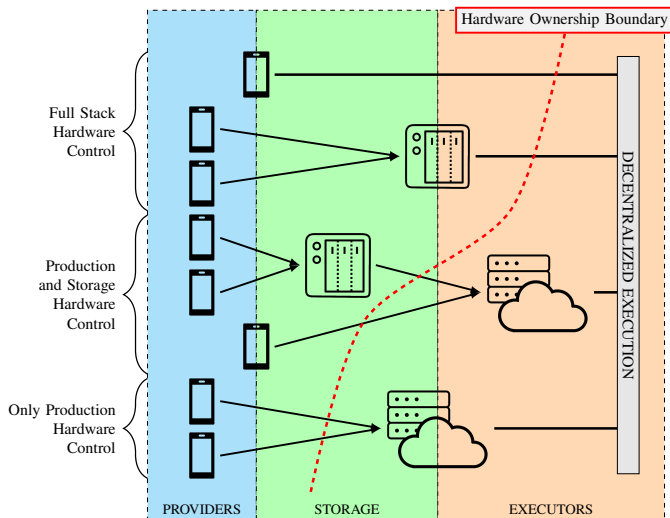 Hardware Ownership Boundary
Full Stack
Hardware
Control
Production
and Storage
Hardware
Control
Only Production
Hardware
Control
DECENTRALIZED EXECUTION
PROVIDERS
STORAGE
EXECUTORS